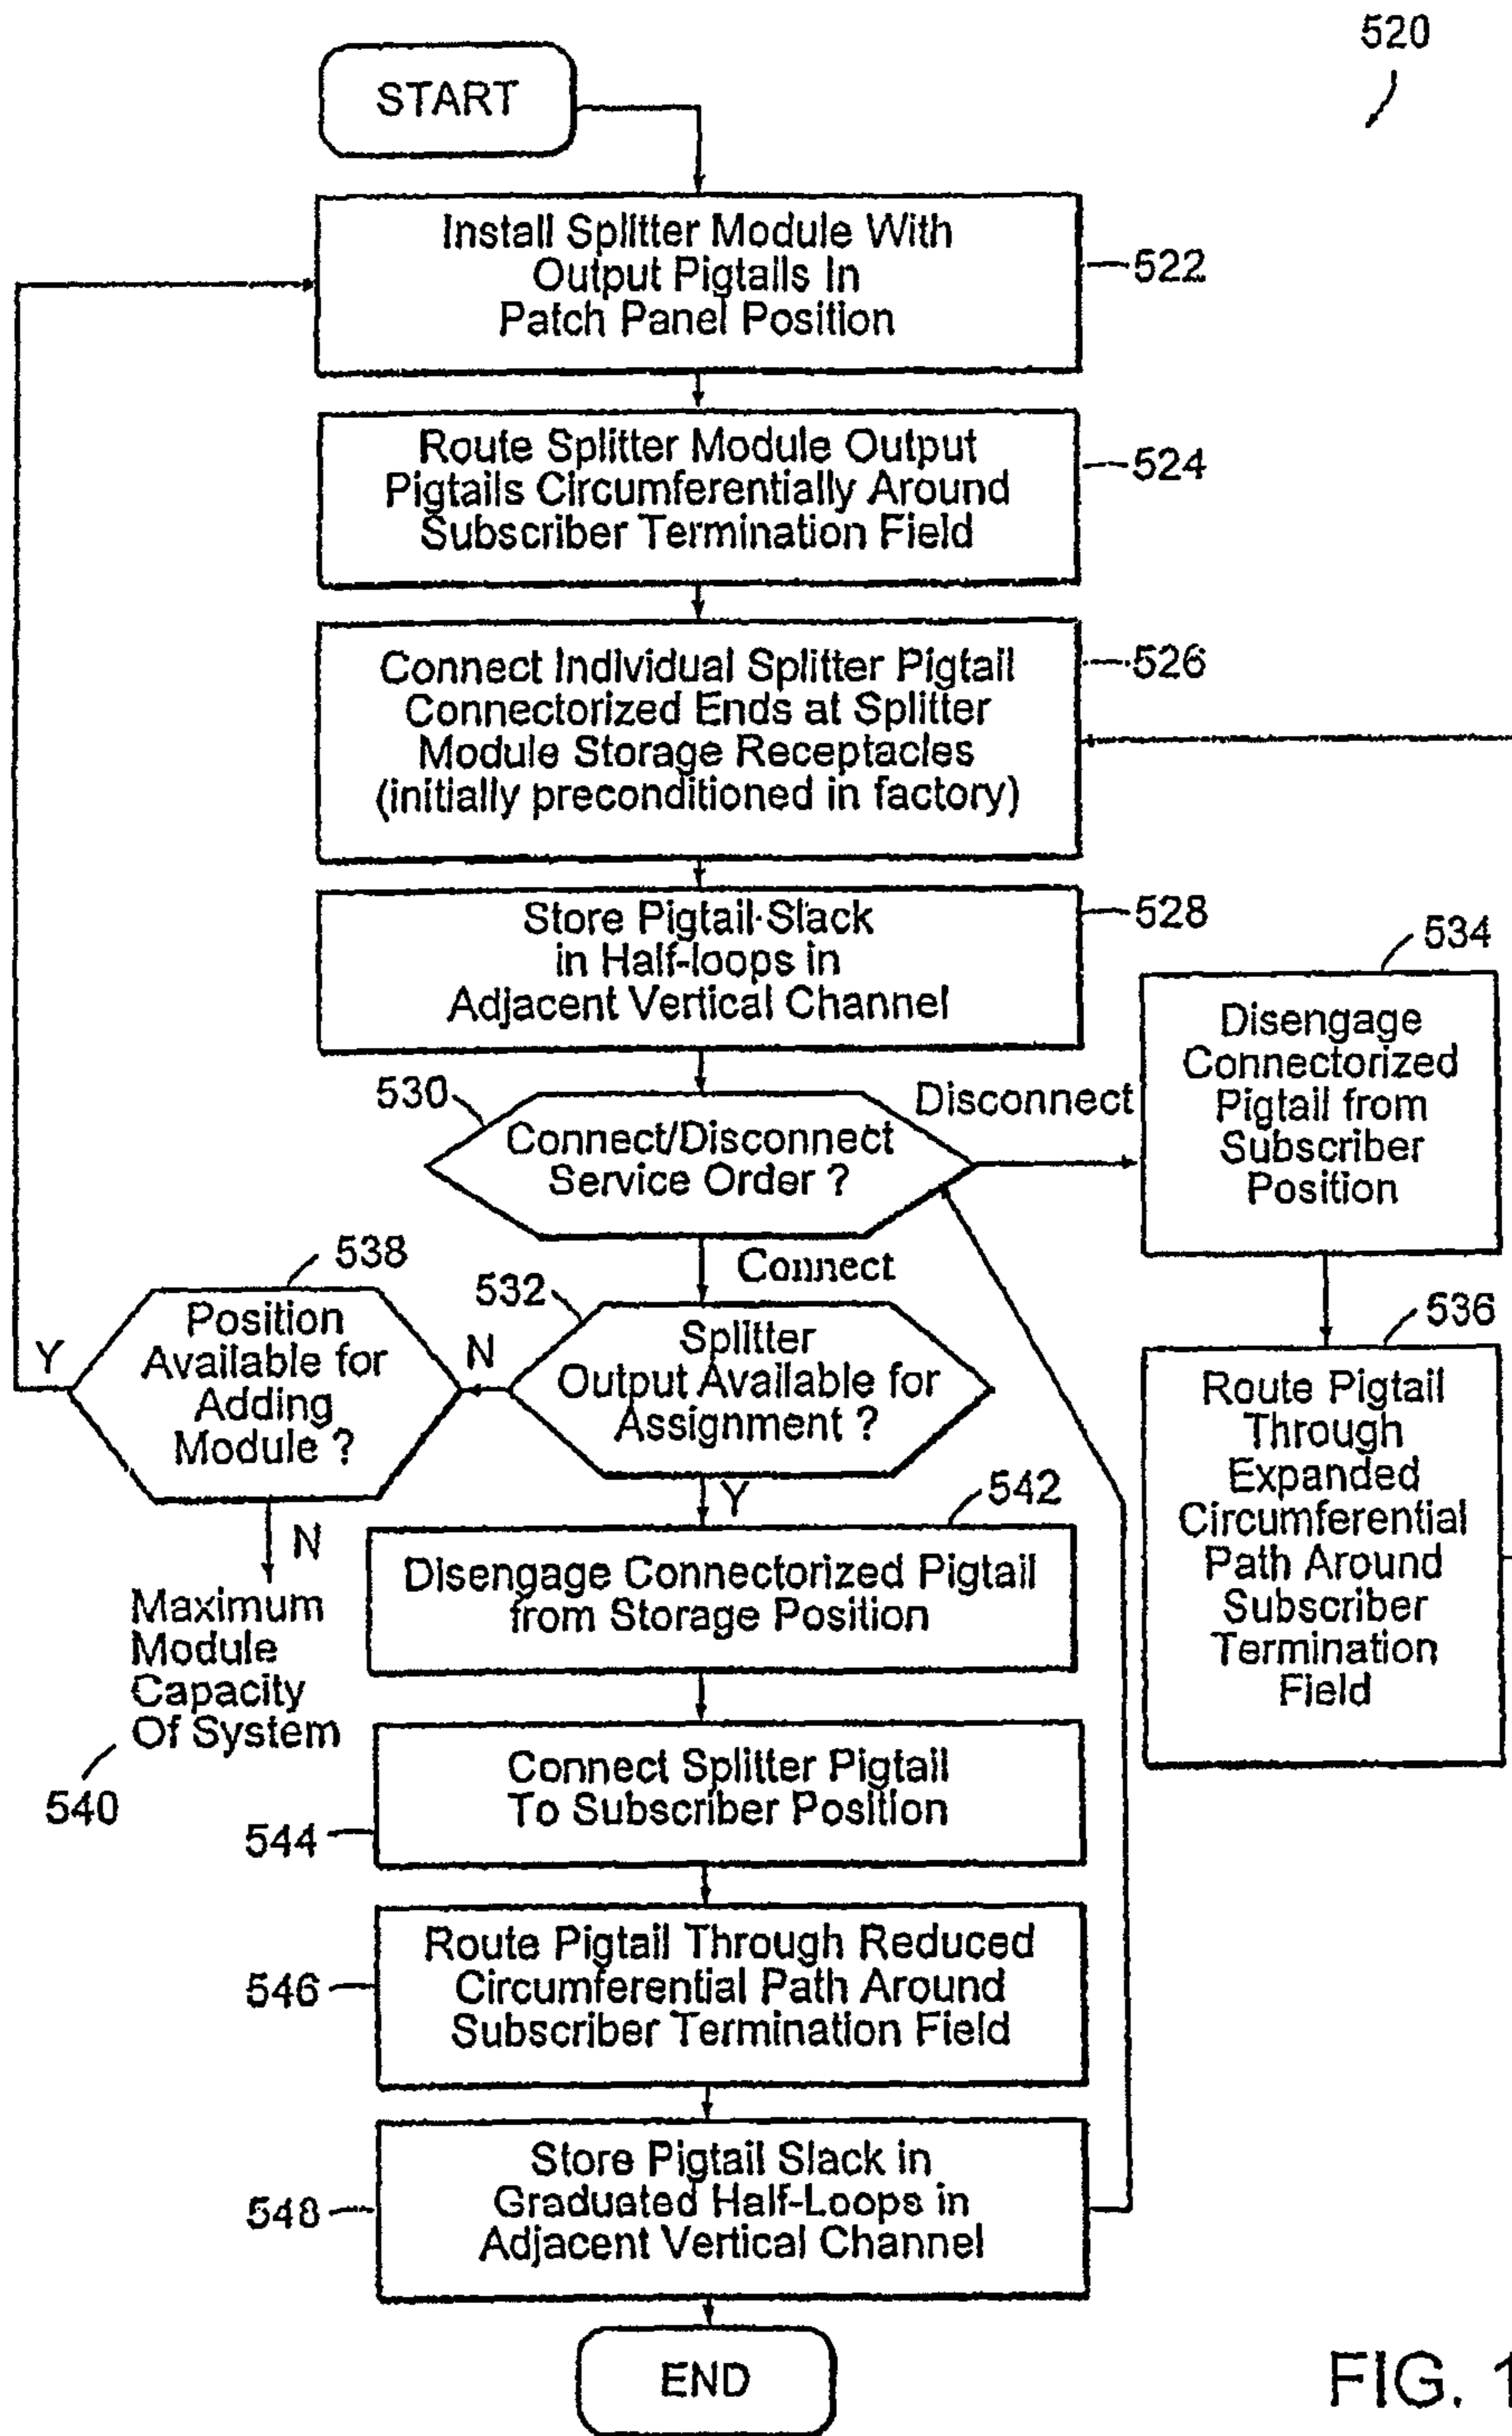 520
START
Install Splitter Module With
Output Pigtails In
Patch Panel Position
522
Route Splitter Module Output
Pigtails Circumferentially Around
Subscriber Termination Field
524
Connect Individual Splitter Pigtail
Connectorized Ends at Splitter
Module Storage Receptacles
(initially preconditioned in factory)
526
Store Pigtail Slack
in Half-loops in
Adjacent Vertical Channel
528
530
Connect/Disconnect
Service Order ?
Disconnect
534
Disengage
Connectorized
Pigtail from
Subscriber
Position
536
Route Pigtail
Through
Expanded
Circumferential
Path Around
Subscriber
Termination
Field
Connect
532
Splitter
Output Available for
Assignment ?
N
538
Position
Available for
Adding
Module ?
Y
N
Maximum
Module
Capacity
Of System
540
Y
542
Disengage Connectorized Pigtail
from Storage Position
Connect Splitter Pigtail
To Subscriber Position
544
Route Pigtail Through Reduced
Circumferential Path Around
Subscriber Termination Field
546
Store Pigtail Slack in
Graduated Half-Loops in
Adjacent Vertical Channel
548
END
FIG. 1